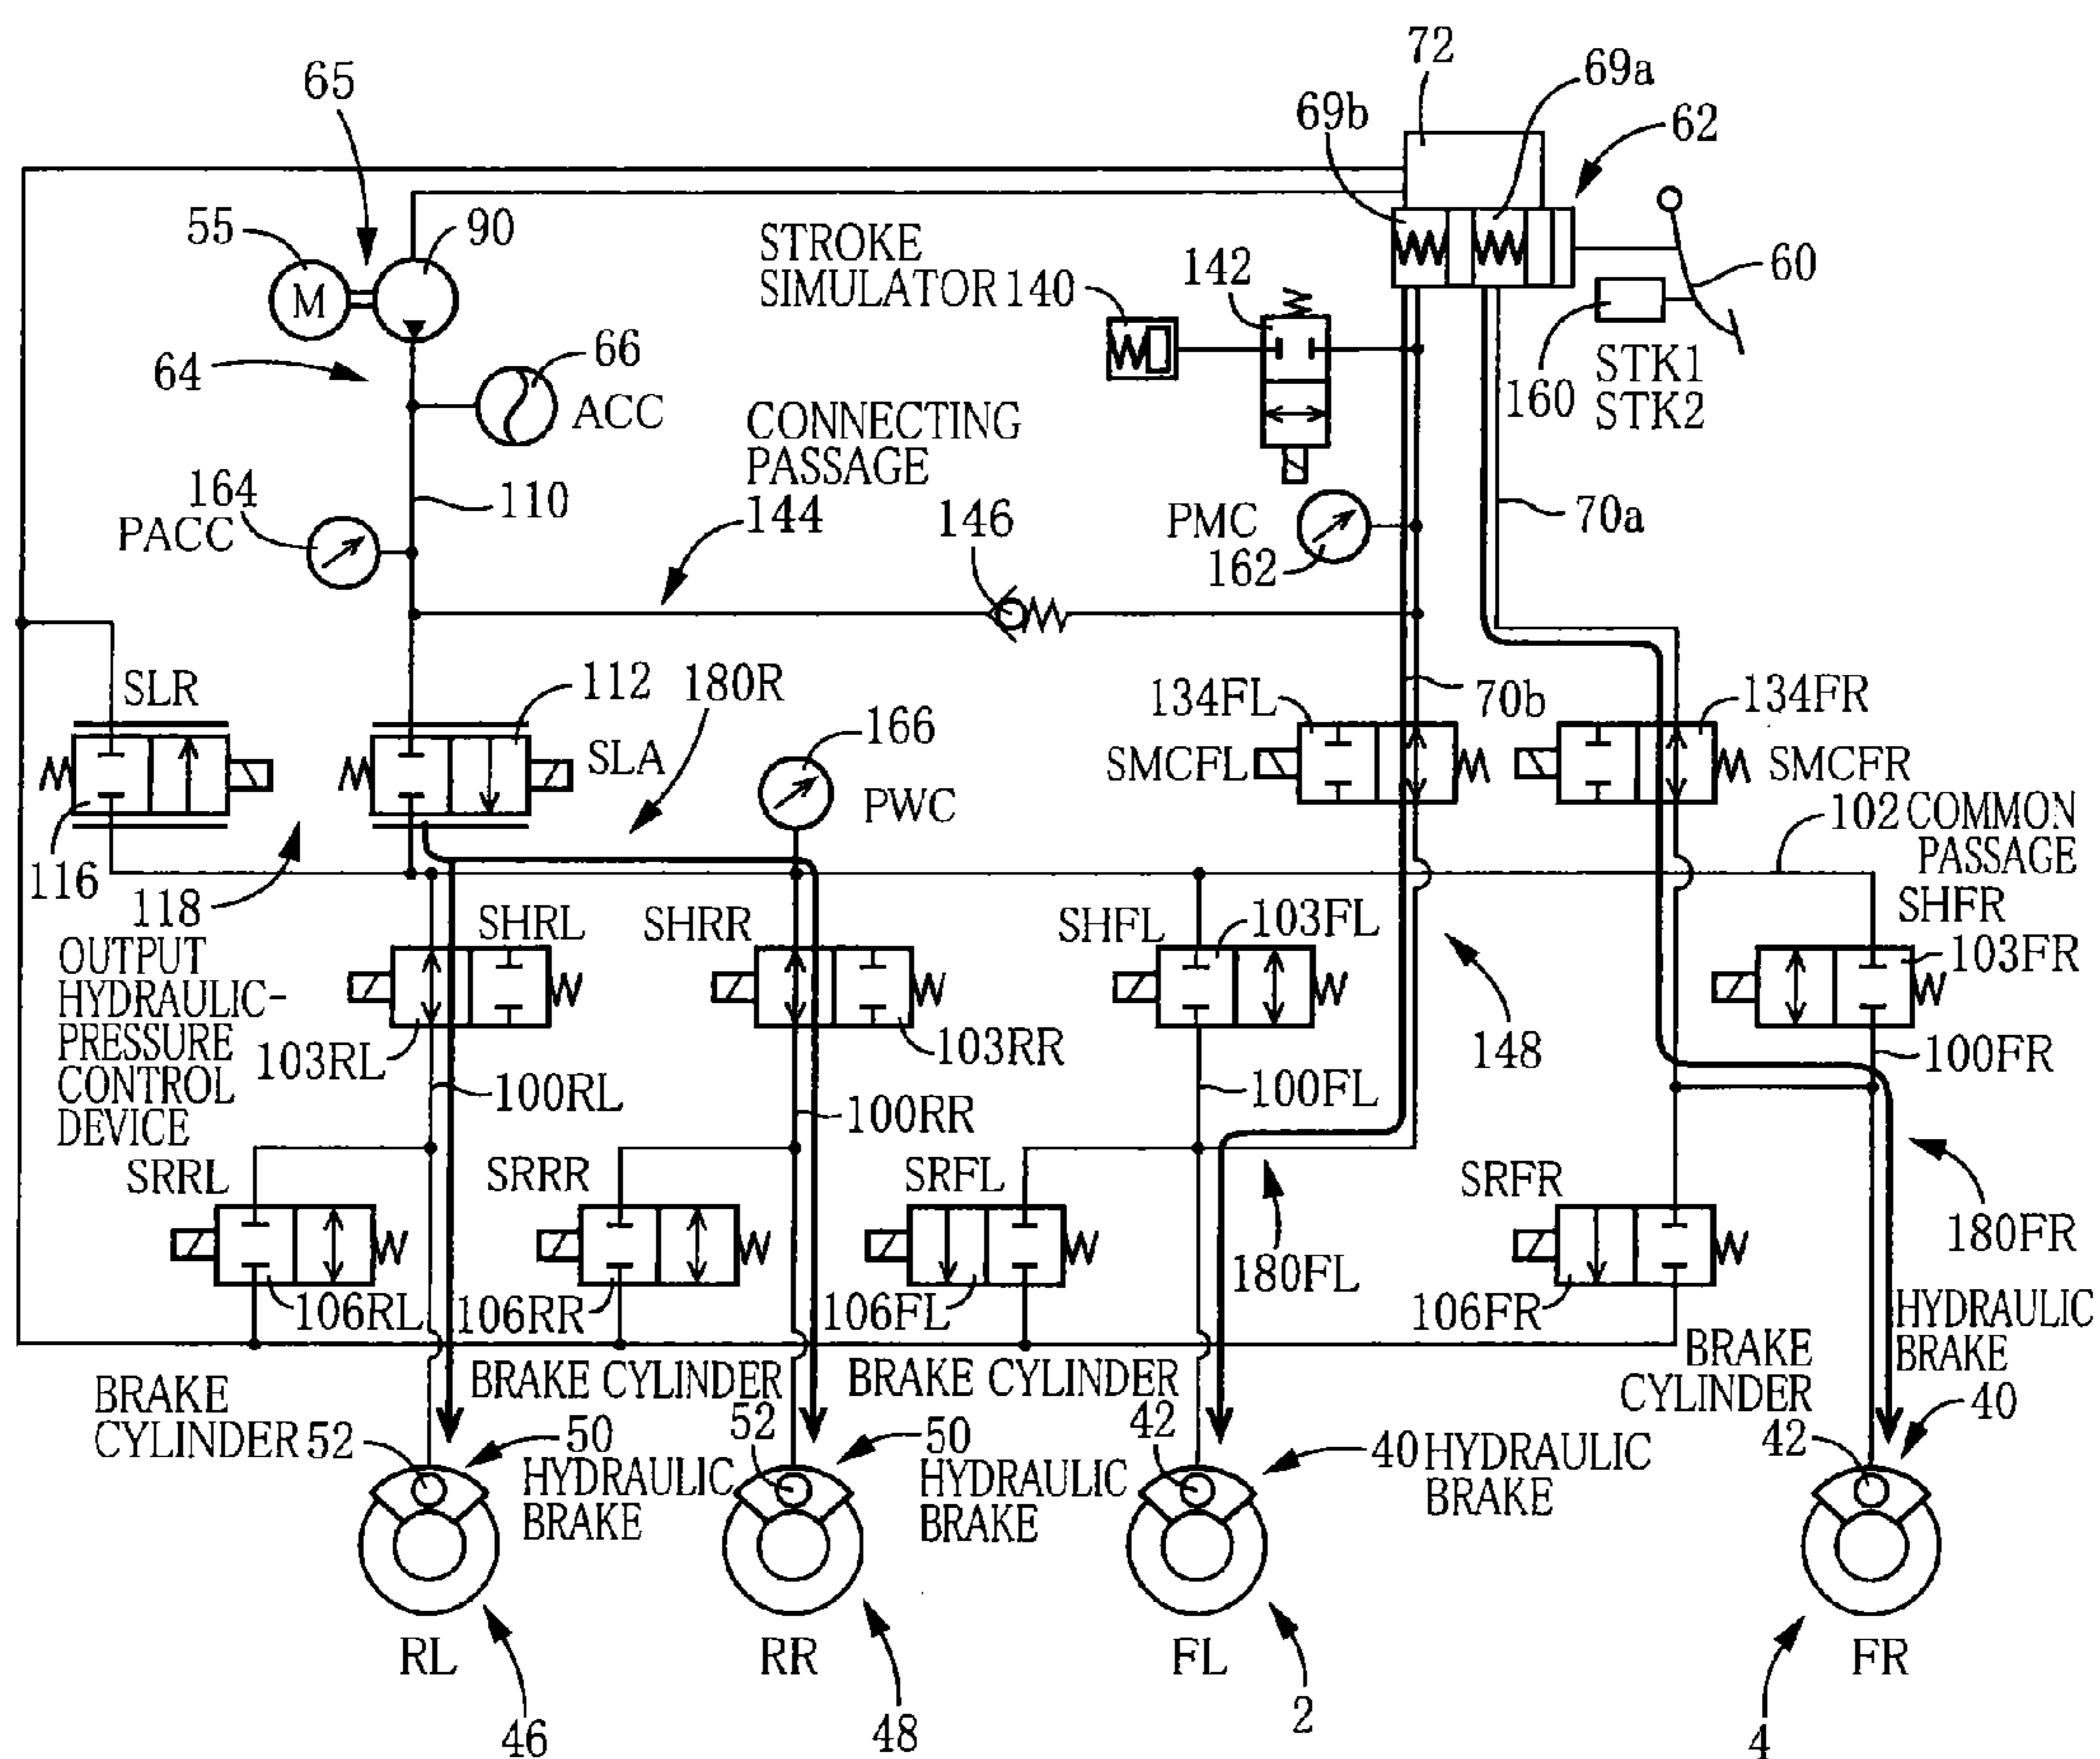 72
69a
69b
62
65
55
M
90
STROKE
SIMULATOR 140
142
60
64
66
ACC
160
STK1
STK2
CONNECTING
PASSAGE
144
164
PACC
110
146
PMC
162
70a
SLR
112
180R
SLA
166
PWC
134FL
SMCFL
70b
134FR
SMCFR
102 COMMON
PASSAGE
116
118
OUTPUT
HYDRAULIC-
PRESSURE
CONTROL
DEVICE
SHRL
103RL
SHRR
103RR
SHFL
103FL
SHFR
103FR
148
100RL
100RR
100FL
100FR
SRRL
106RL
SRRR
106RR
SRFL
106FL
180FL
SRFR
106FR
180FR
BRAKE
CYLINDER 52
BRAKE CYLINDER
52
BRAKE CYLINDER
42
BRAKE
CYLINDER
42
HYDRAULIC
BRAKE
40
50
HYDRAULIC
BRAKE
50
HYDRAULIC
BRAKE
40 HYDRAULIC
BRAKE
RL
46
RR
48
FL
2
FR
4